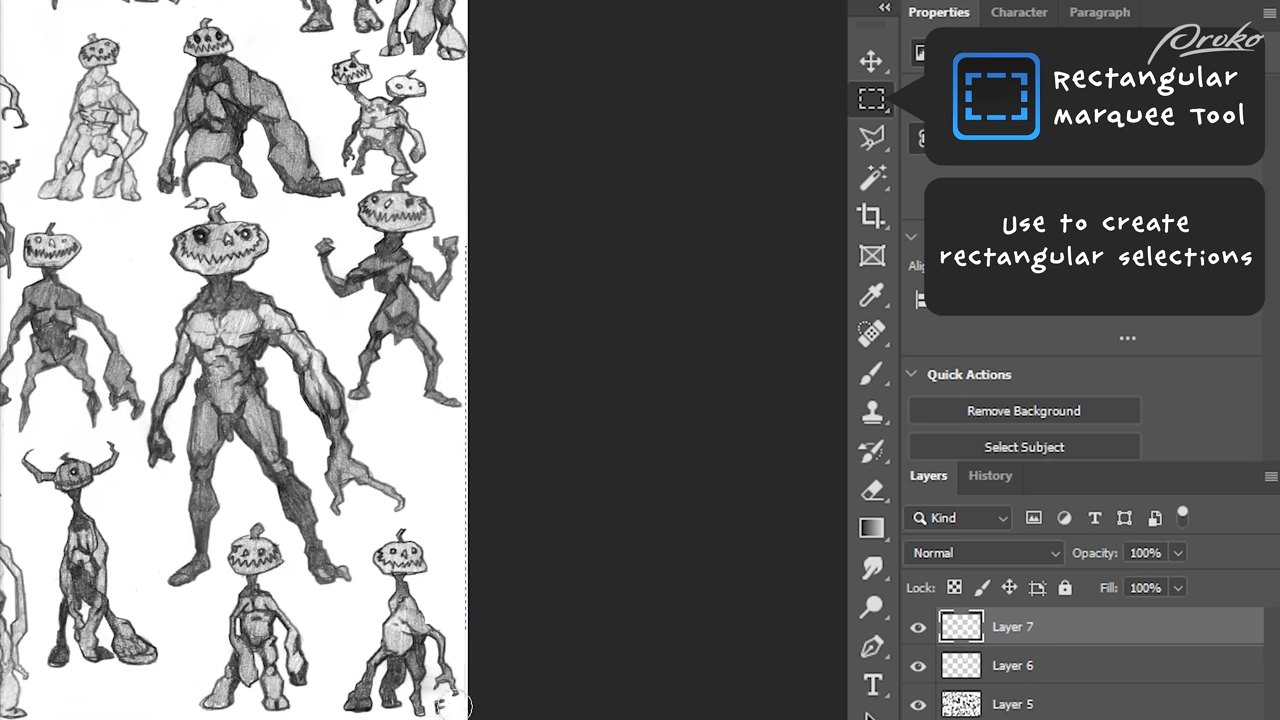 Properties
Character
Paragraph
Proko
Rectangular
Marquee Tool
Use to create
rectangular selections
Quick Actions
Remove Background
Select Subject
Layers
History
Kind
Normal
Opacity: 100%
Lock:
Fill: 100%
Layer 7
Layer 6
Layer 5